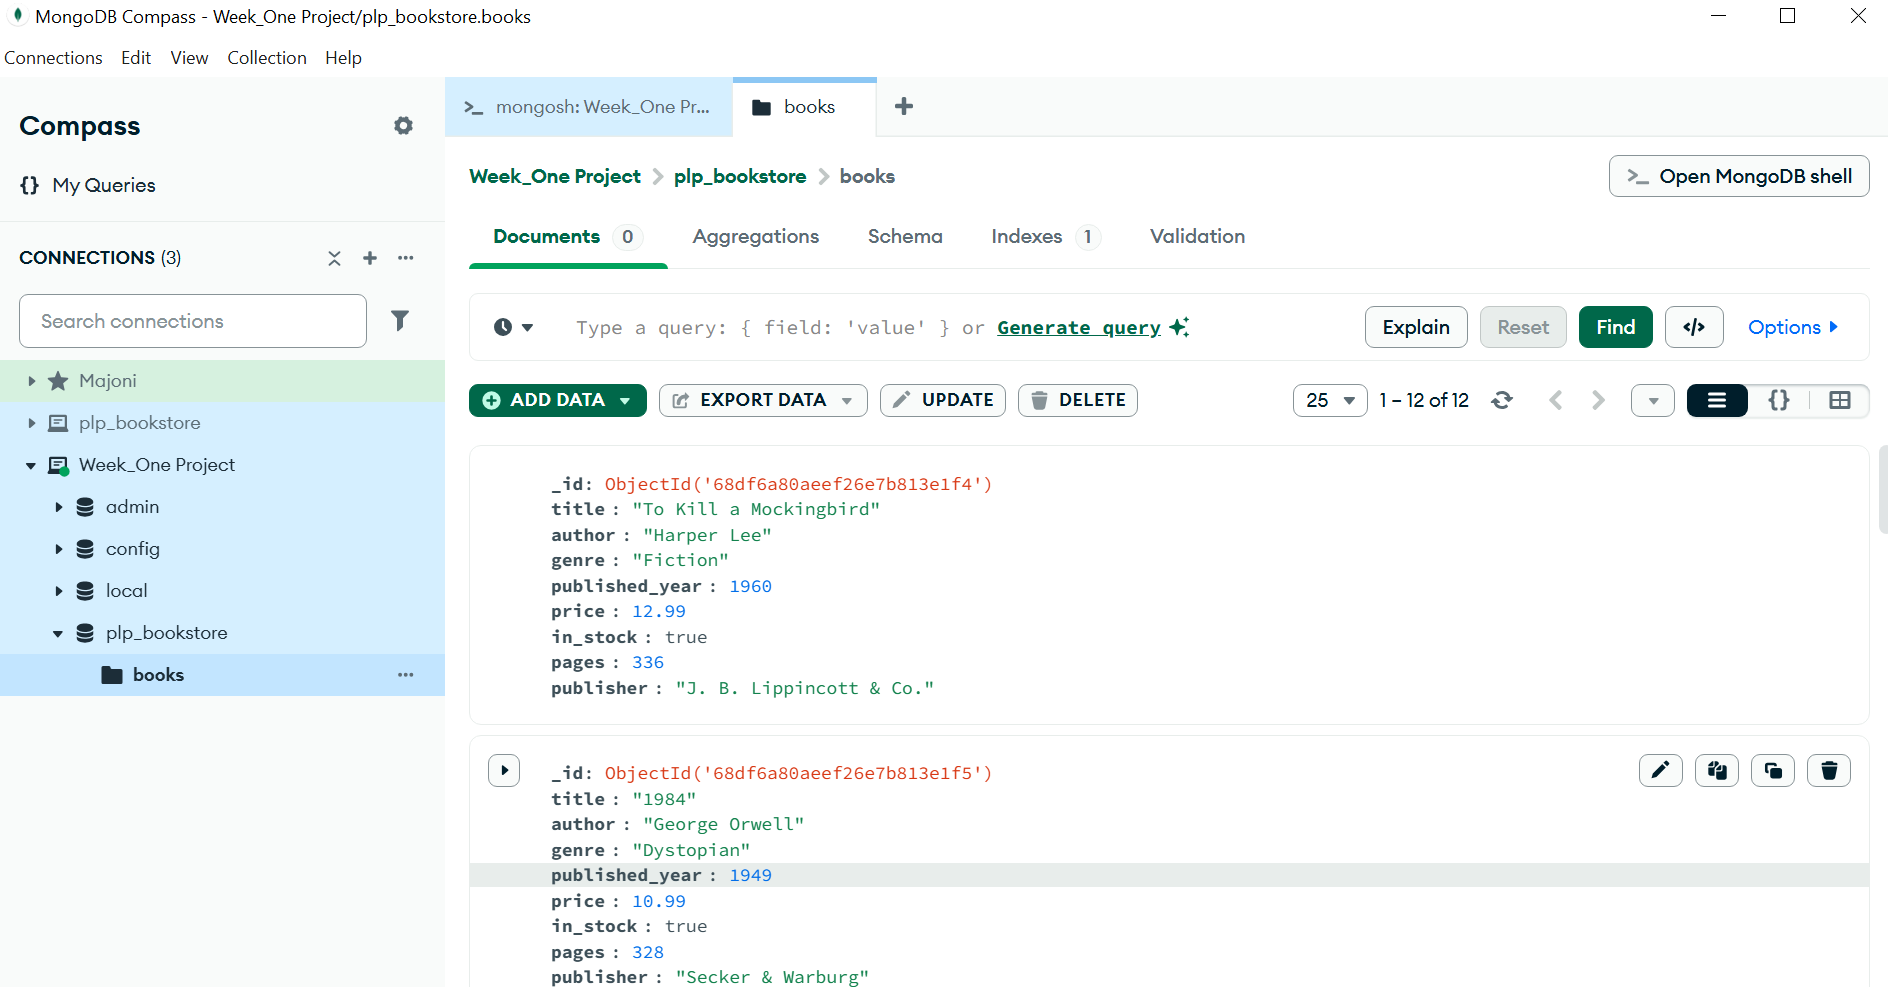 MongoDB Compass - Week_One Project/plp_bookstore.books
Connections Edit View Collection Help
Compass
{} My Queries
CONNECTIONS (3)
Search connections
Majoni
plp_bookstore
Week_One Project
admin
config
local
plp_bookstore
books
>_ mongosh: Week_One Pr...
books
Week_One Project > plp_bookstore > books
>_ Open MongoDB shell
Documents 0 Aggregations Schema Indexes 1 Validation
Type a query: { field: 'value' } or Generate query
Explain Reset Find </> Options
ADD DATA EXPORT DATA UPDATE DELETE 25 1 – 12 of 12 {}
_id: ObjectId('68df6a80aeef26e7b813e1f4')
title : "To Kill a Mockingbird"
author : "Harper Lee"
genre : "Fiction"
published_year : 1960
price : 12.99
in_stock : true
pages : 336
publisher : "J. B. Lippincott & Co."
_id: ObjectId('68df6a80aeef26e7b813e1f5')
title : "1984"
author : "George Orwell"
genre : "Dystopian"
published_year : 1949
price : 10.99
in_stock : true
pages : 328
publisher : "Secker & Warburg"